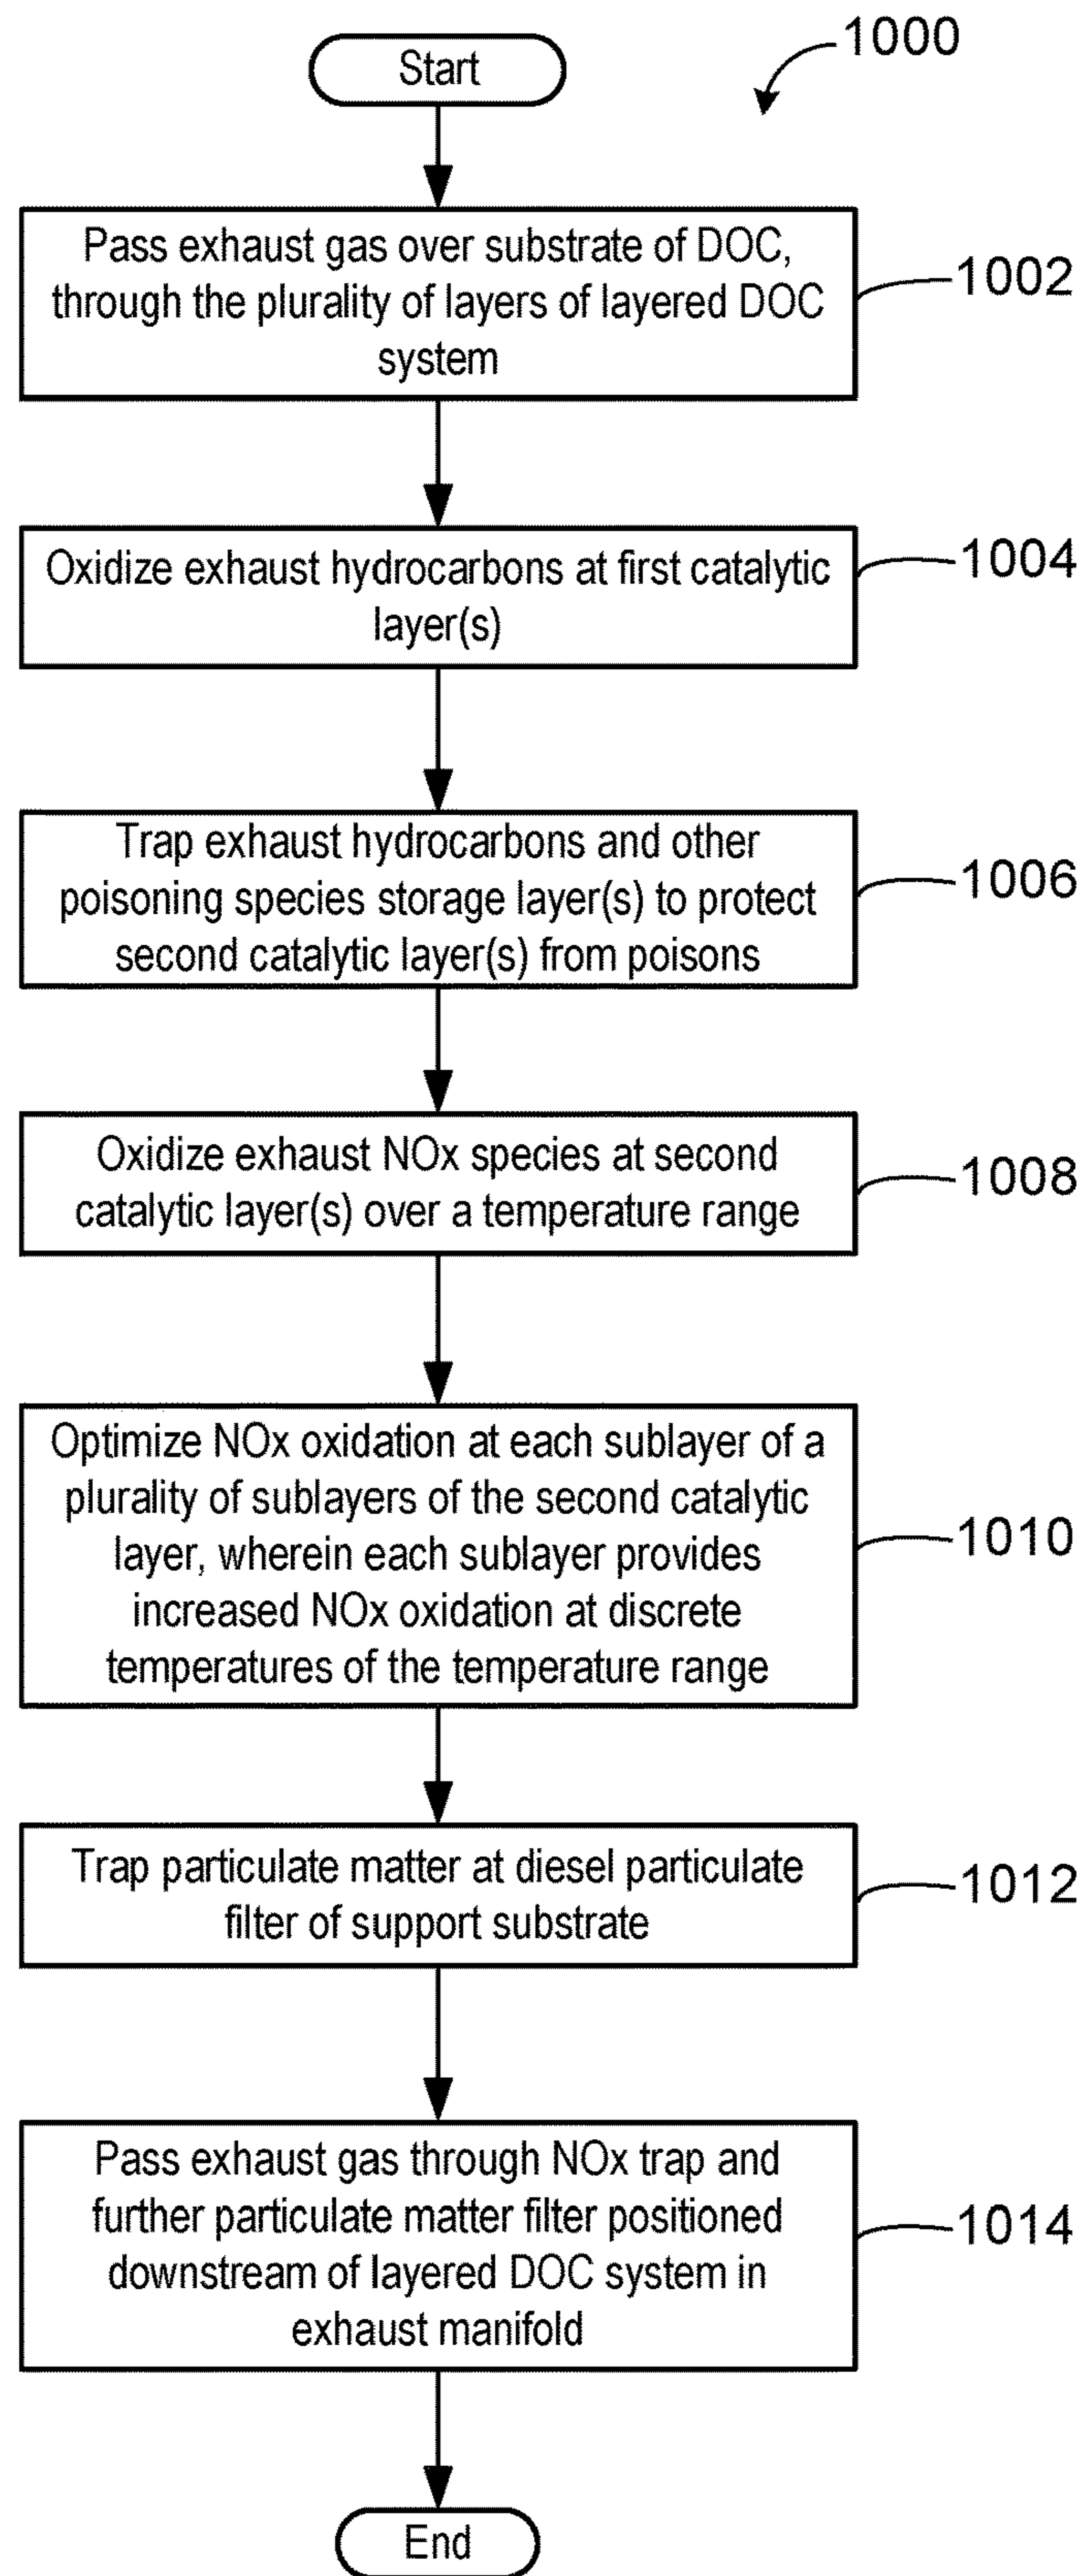 1000
Start
Pass exhaust gas over substrate of DOC,
through the plurality of layers of layered DOC
system
1002
Oxidize exhaust hydrocarbons at first catalytic
layer(s)
1004
Trap exhaust hydrocarbons and other
poisoning species storage layer(s) to protect
second catalytic layer(s) from poisons
1006
Oxidize exhaust NOx species at second
catalytic layer(s) over a temperature range
1008
Optimize NOx oxidation at each sublayer of a
plurality of sublayers of the second catalytic
layer, wherein each sublayer provides
increased NOx oxidation at discrete
temperatures of the temperature range
1010
Trap particulate matter at diesel particulate
filter of support substrate
1012
Pass exhaust gas through NOx trap and
further particulate matter filter positioned
downstream of layered DOC system in
exhaust manifold
1014
End